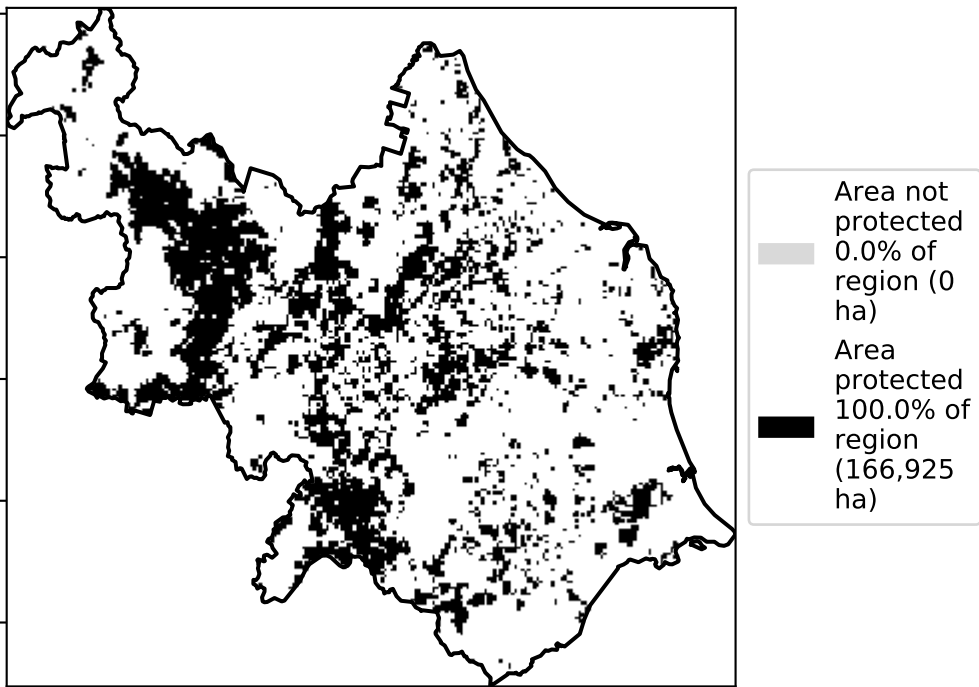 Area not
protected
0.0% of
region (0
ha)
Area
protected
100.0% of
region
(166,925
ha)